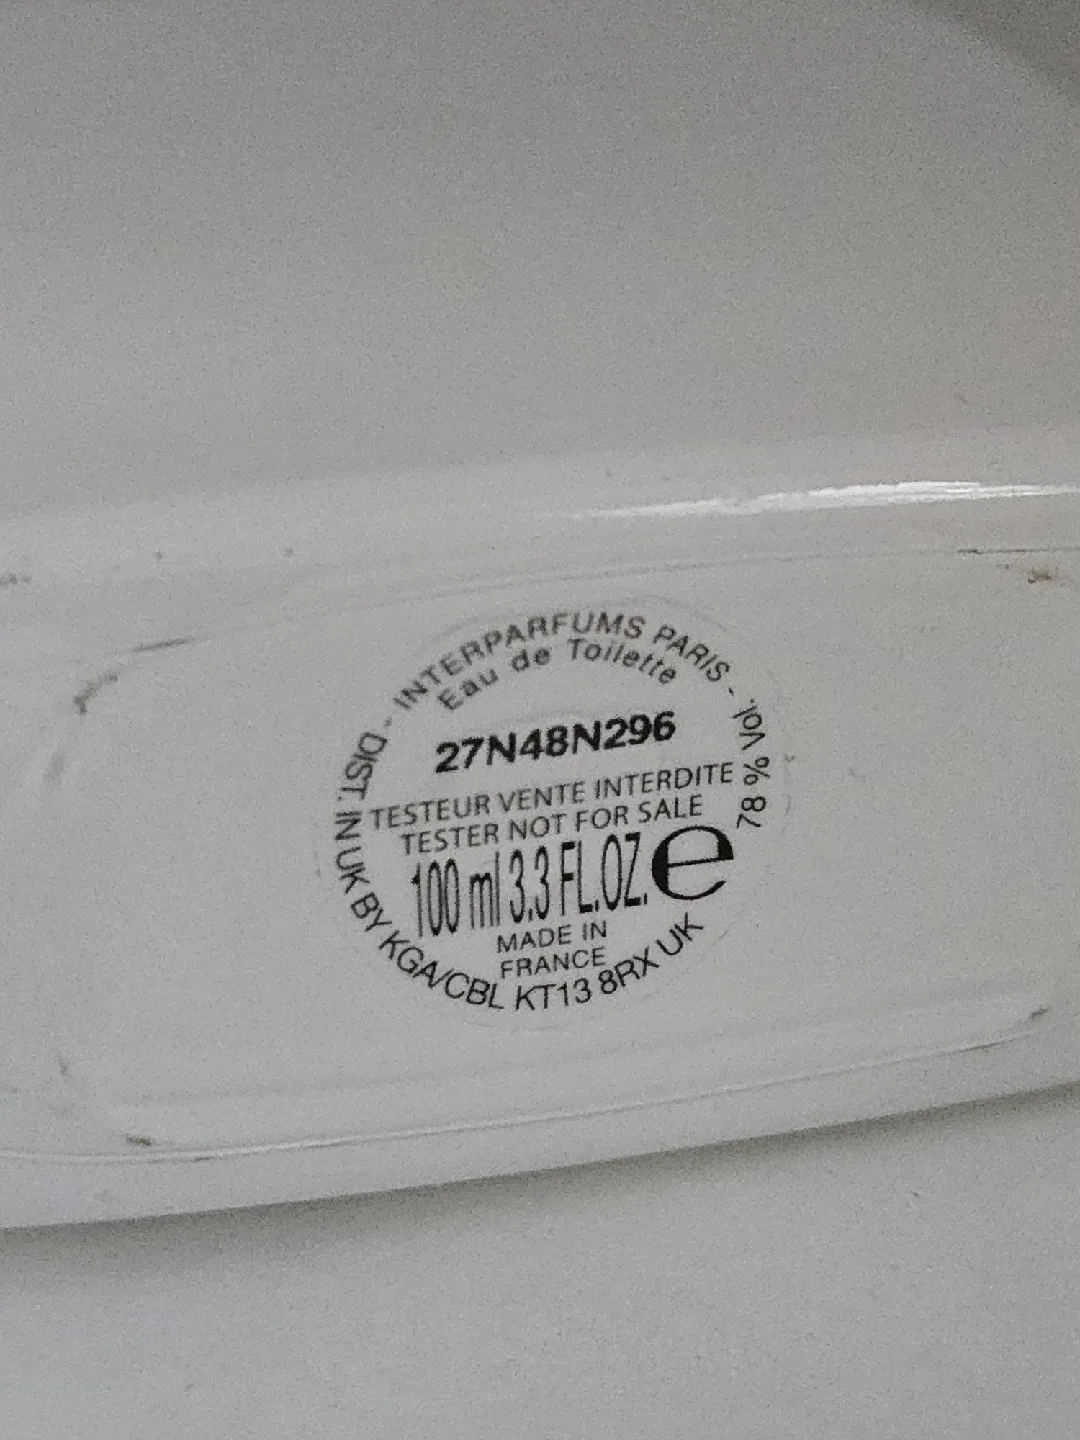 - INTERPARFUMS PARIS - 78 % Vol.
Eau de Toilette
27N48N296
TESTEUR VENTE INTERDITE
TESTER NOT FOR SALE
100 ml 3.3 FL.OZ. e
MADE IN
FRANCE
DIST. IN UK BY KGA/CBL KT13 8RX UK